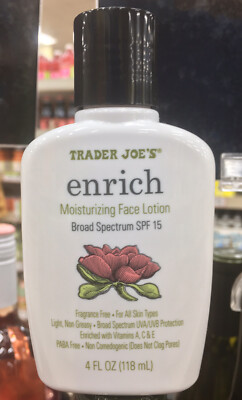 TRADER JOE'S®
enrich
Moisturizing Face Lotion
Broad Spectrum SPF 15
Fragrance Free • For All Skin Types
Light, Non Greasy • Broad Spectrum UVA/UVB Protection
Enriched with Vitamins A, C & E
PABA Free • Non Comedogenic (Does Not Clog Pores)
4 FL OZ (118 mL)